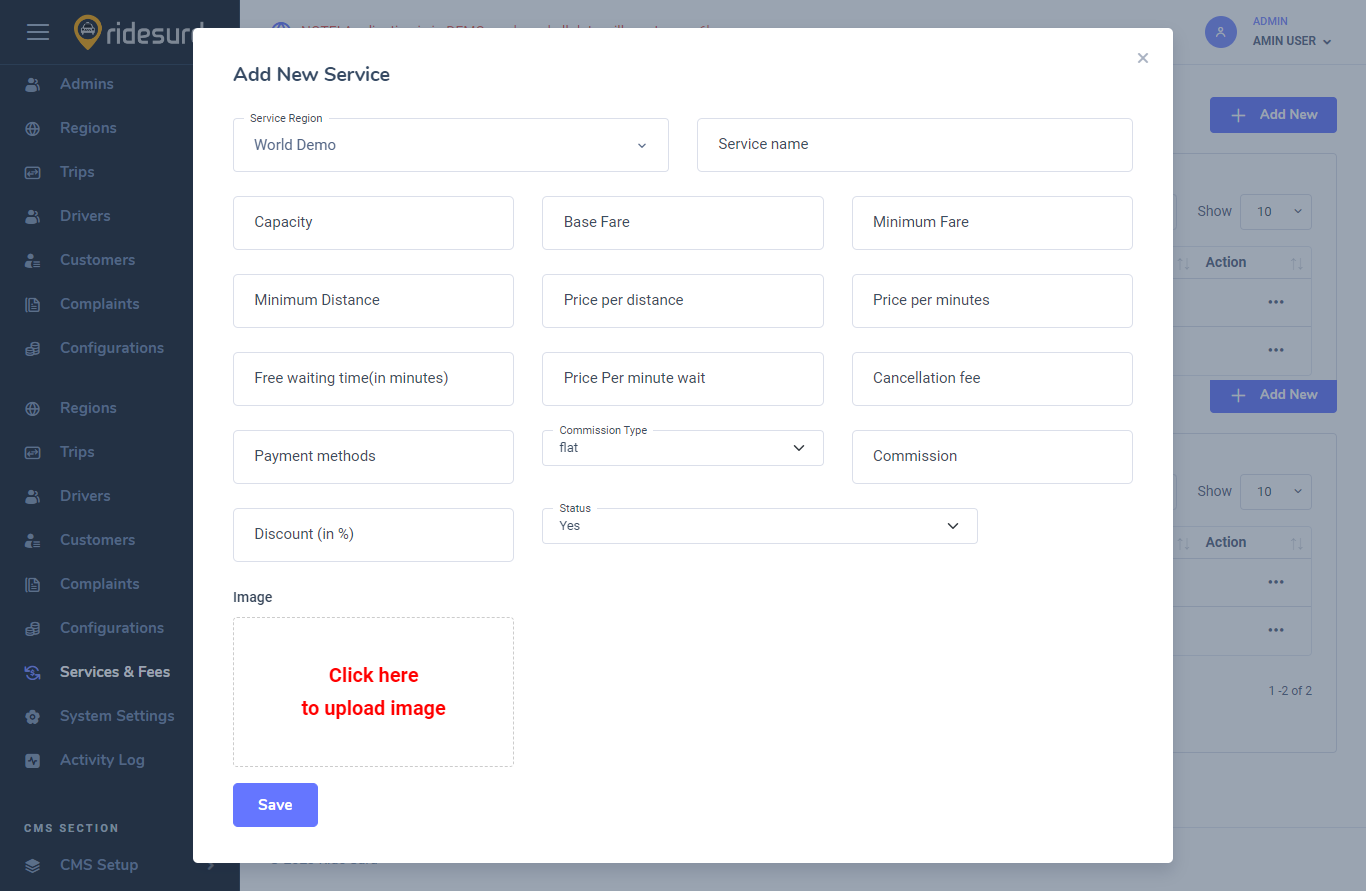 ridesurd
ADMIN
AMIN USER
Admins
Regions
Trips
Drivers
Customers
Complaints
Configurations
Regions
Trips
Drivers
Customers
Complaints
Configurations
Services & Fees
System Settings
Activity Log
CMS SECTION
CMS Setup
Add New Service
×
Service Region
World Demo
Service name
Capacity
Base Fare
Minimum Fare
Minimum Distance
Price per distance
Price per minutes
Free waiting time(in minutes)
Price Per minute wait
Cancellation fee
Payment methods
Commission Type
flat
Commission
Discount (in %)
Status
Yes
Image
Click here
to upload image
Save
Add New
Show 10
Action
Add New
Show 10
Action
1 -2 of 2